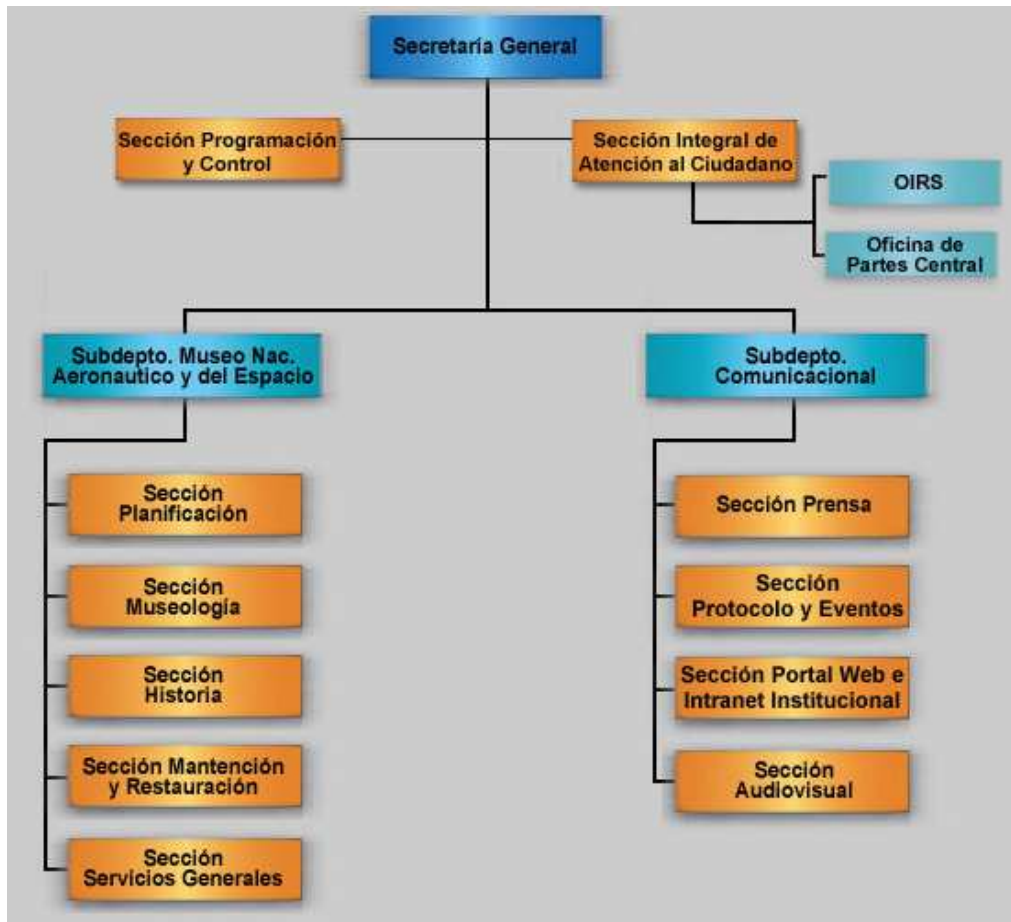 Secretaría General
Sección Programación
y Control
Sección Integral de
Atención al Ciudadano
OIRS
Oficina de
Partes Central
Subdepto. Museo Nac.
Aeronautico y del Espacio
Sección
Planificación
Sección
Museología
Sección
Historia
Sección Mantención
y Restauración
Sección
Servicios Generales
Subdepto.
Comunicacional
Sección Prensa
Sección
Protocolo y Eventos
Sección Portal Web e
Intranet Institucional
Sección
Audiovisual